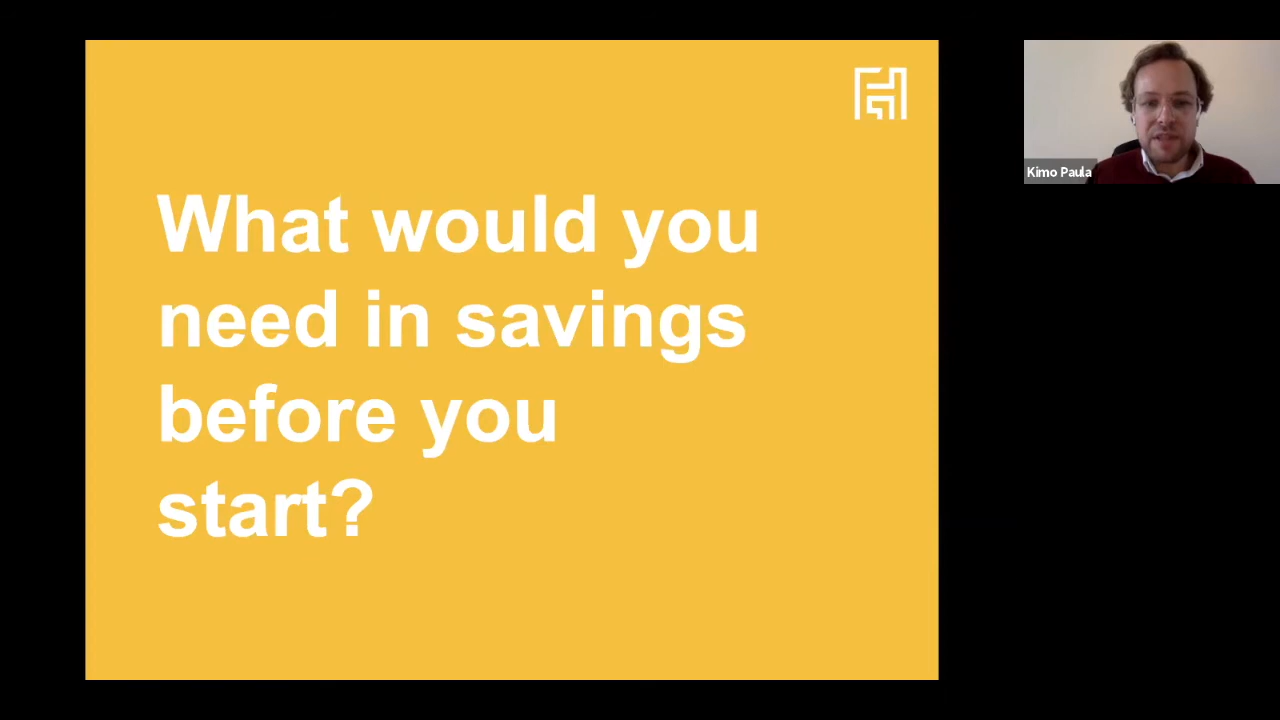 What would you
need in savings
before you
start?
Kimo Paula